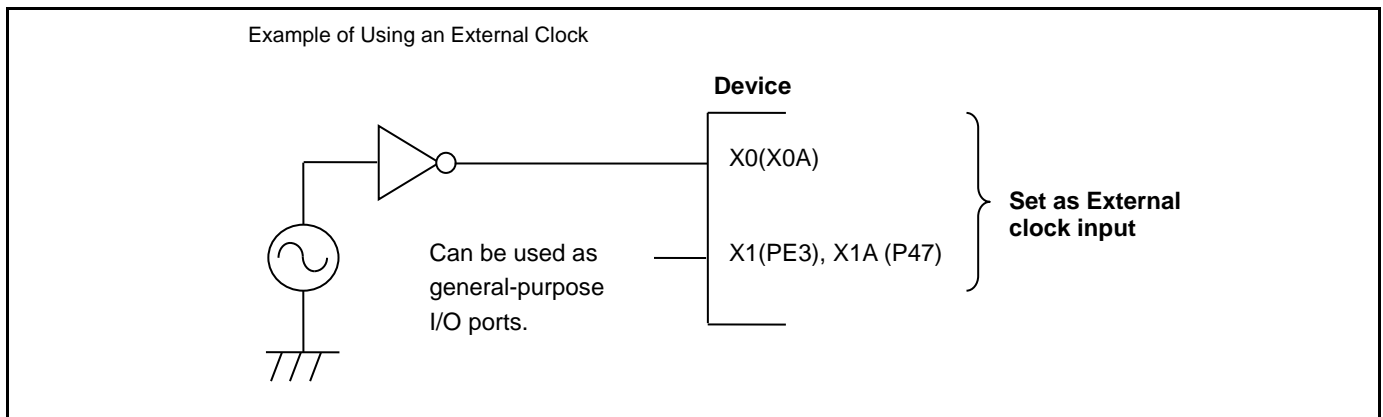 Example of Using an External Clock
Device
X0(X0A)
Set as External
clock input
Can be used as
general-purpose
I/O ports.
X1(PE3), X1A (P47)